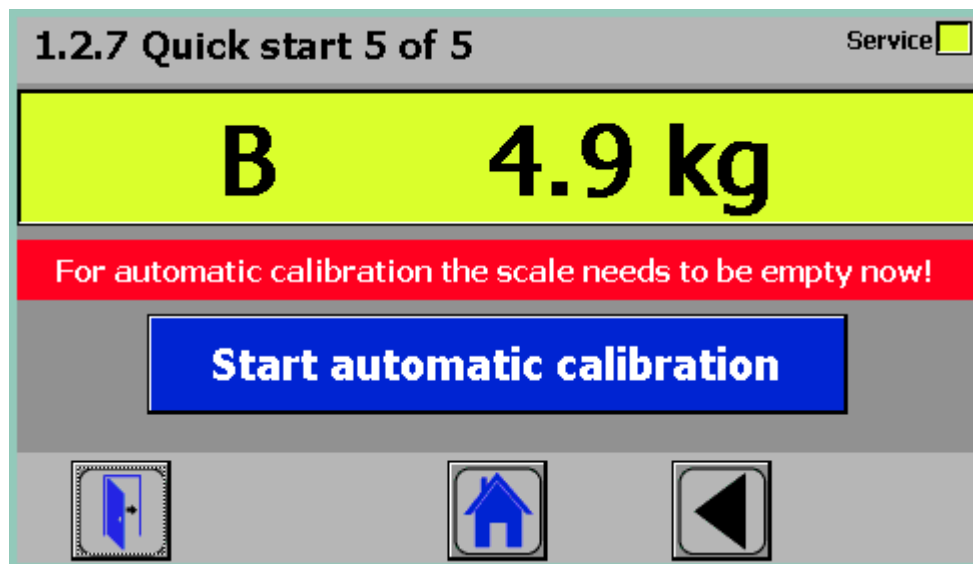 1.2.7 Quick start 5 of 5
Service
B 4.9 kg
For automatic calibration the scale needs to be empty now!
Start automatic calibration